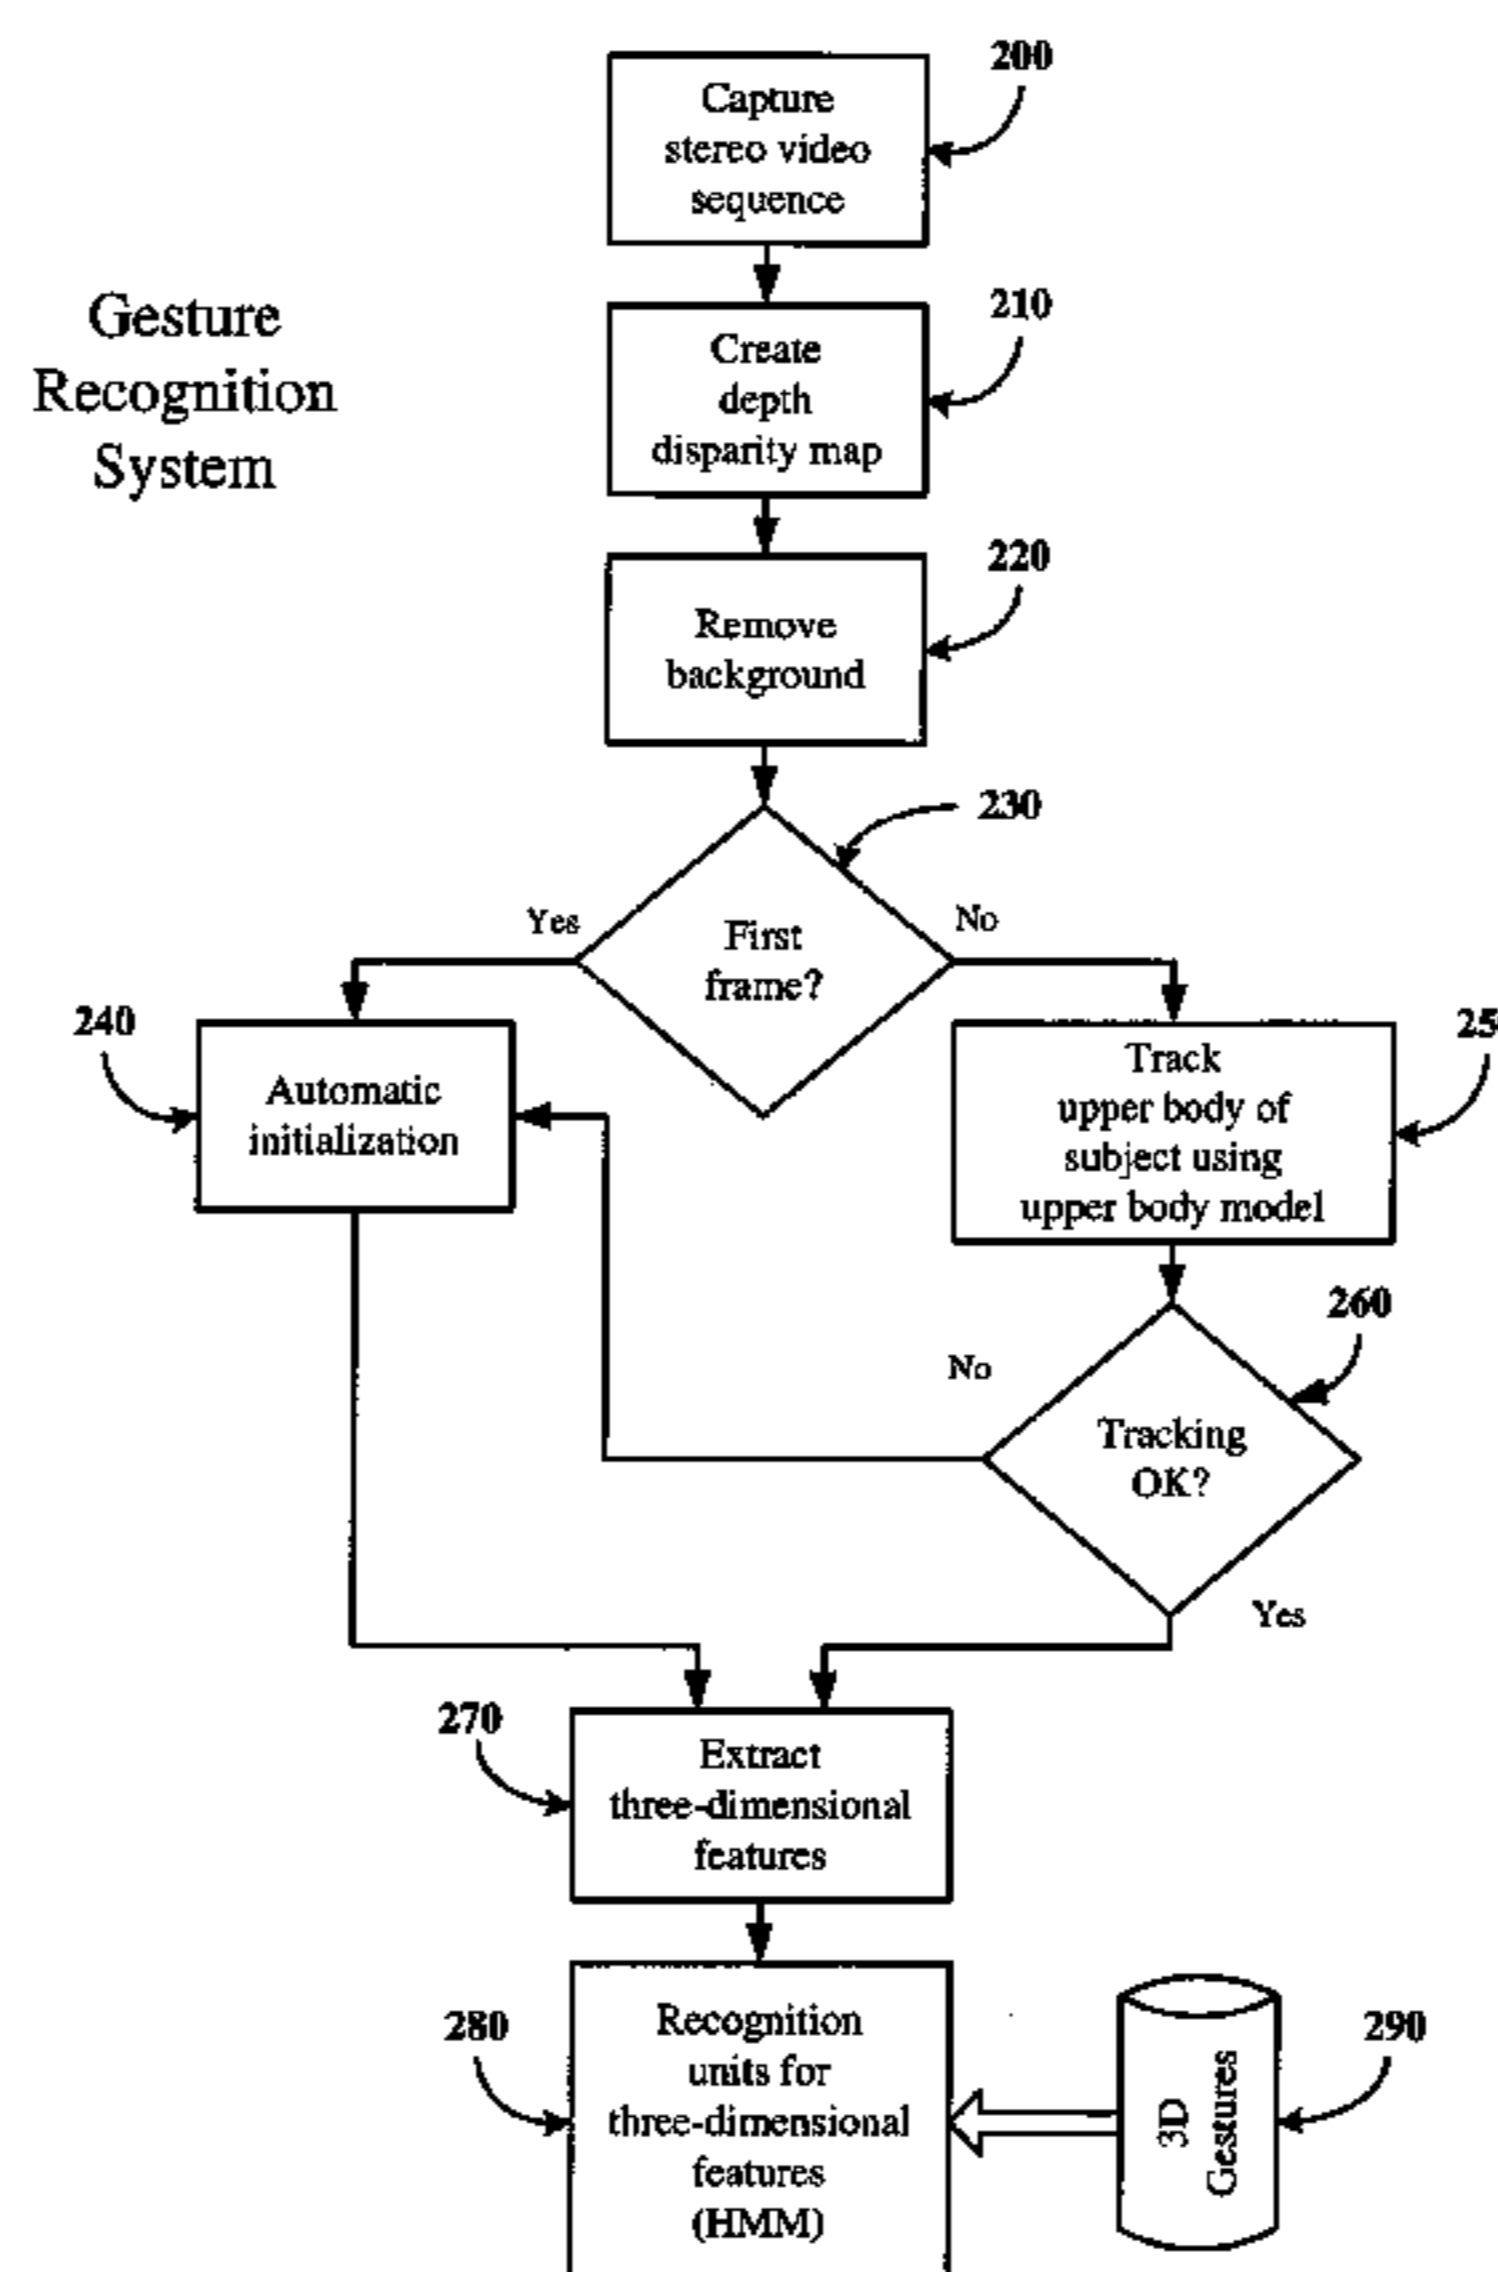 200
Capture
stereo video
sequence
Gesture
Recognition
System
210
Create
depth
disparity map
220
Remove
background
230
Yes
No
First
frame?
240
Automatic
initialization
25
Track
upper body of
subject using
upper body model
260
No
Tracking
OK?
Yes
270
Extract
three-dimensional
features
280
Recognition
units for
three-dimensional
features
(HMM)
3D
Gestures
290